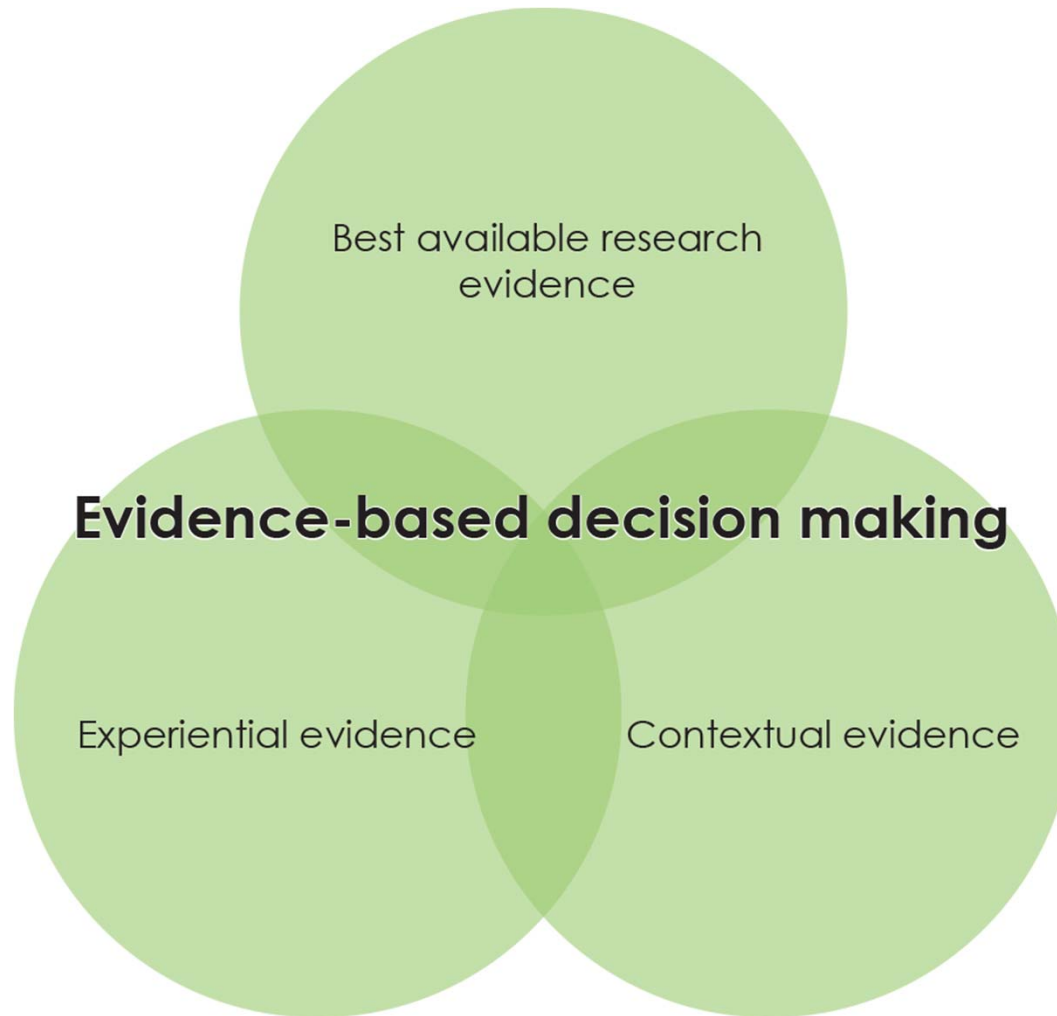 Best available research
evidence
Evidence-based decision making
Experiential evidence
Contextual evidence